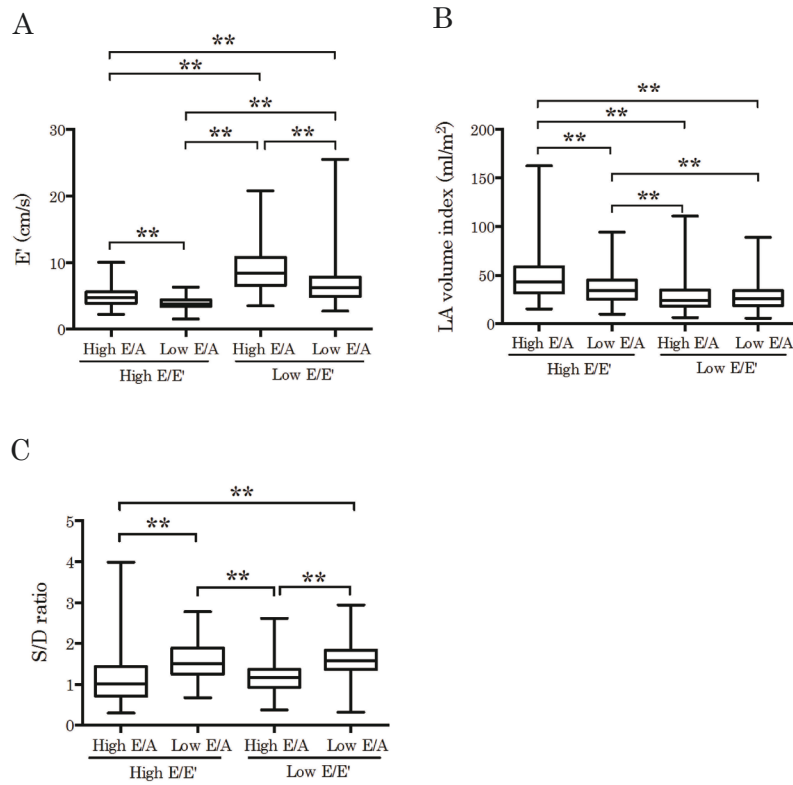 A
**
**
**
**
**
**
30
20
10
0
E' (cm/s)
High E/A Low E/A High E/A Low E/A
High E/E' Low E/E'
B
**
**
**
**
**
200
150
100
50
0
LA volume index (ml/m²)
High E/A Low E/A High E/A Low E/A
High E/E' Low E/E'
C
**
**
**
**
5
4
3
2
1
0
S/D ratio
High E/A Low E/A High E/A Low E/A
High E/E' Low E/E'